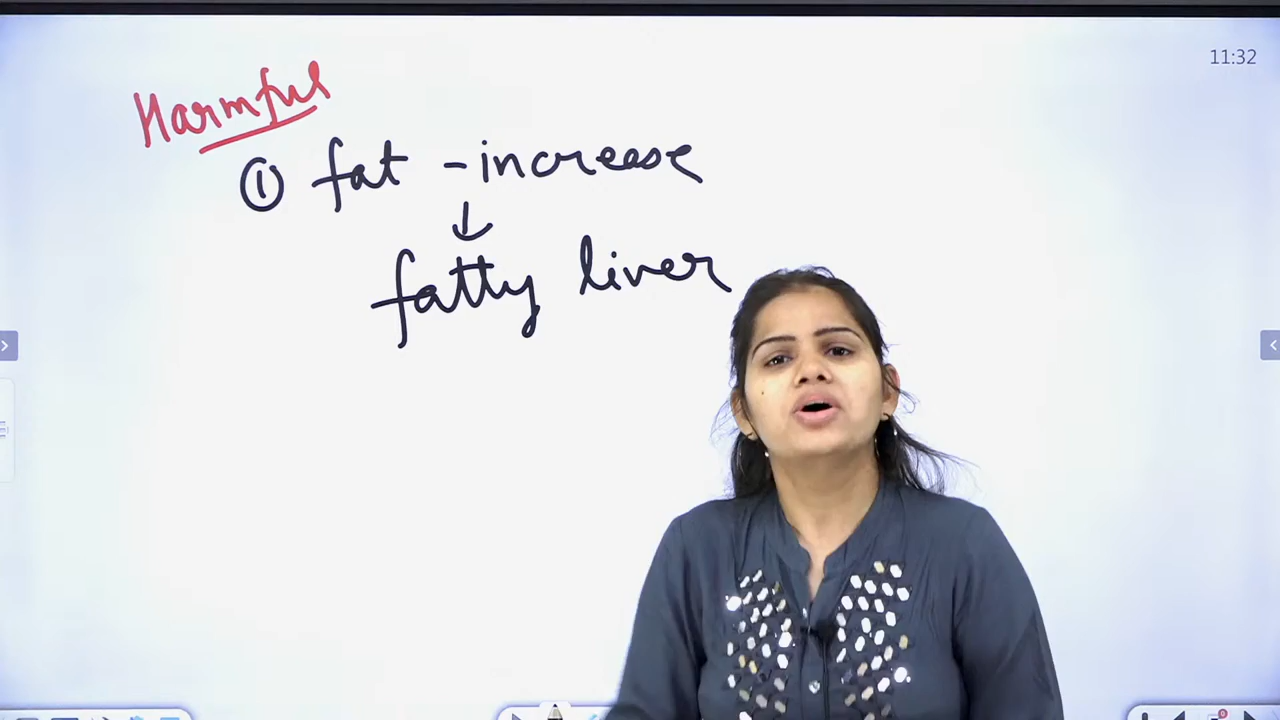 11:32
Harmful
① fat - increase
↓
fatty liver